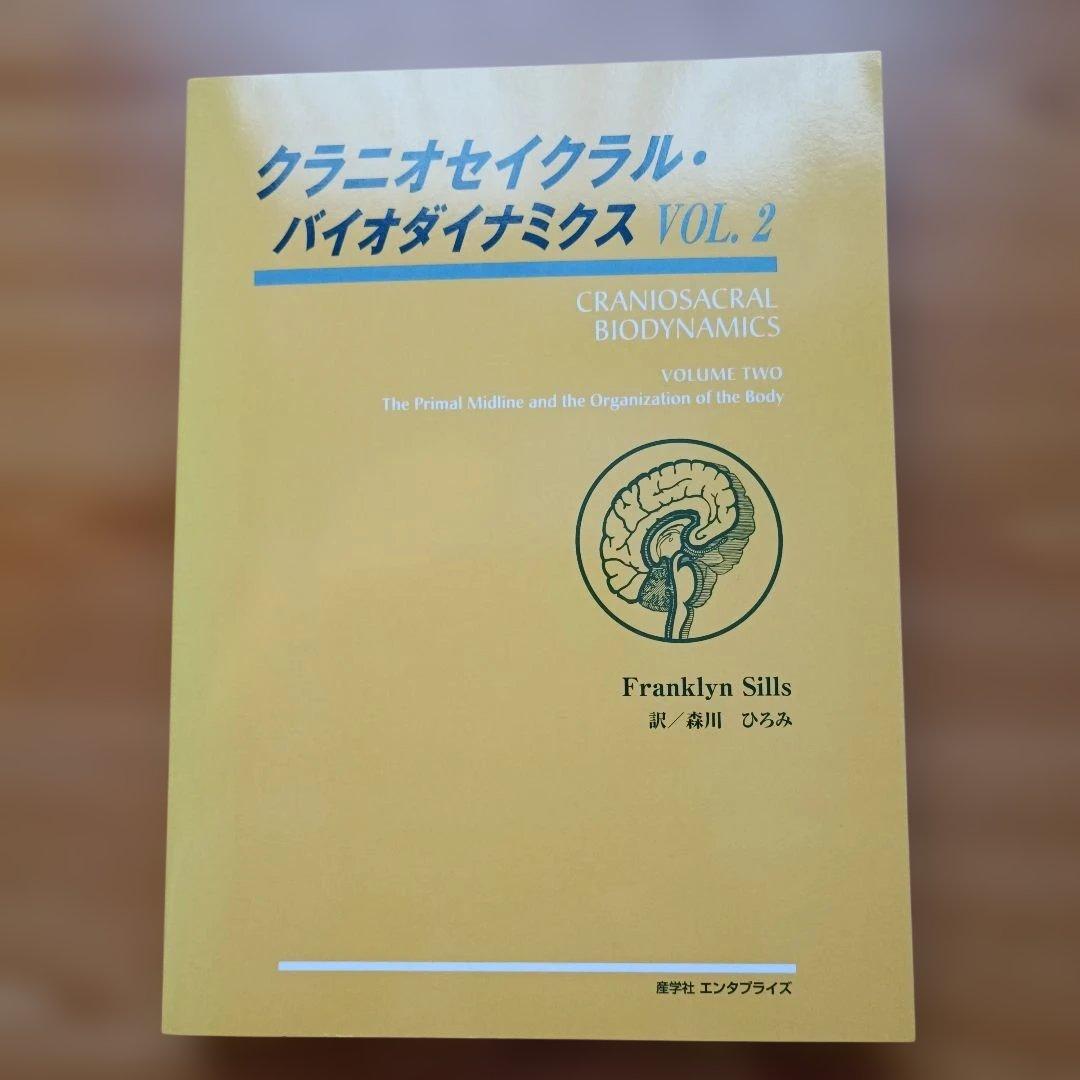 クラニオセイクラル・
バイオダイナミクス VOL. 2
CRANIOSACRAL
BIODYNAMICS
VOLUME TWO
The Primal Midline and the Organization of the Body
Franklyn Sills
訳／森川　ひろみ
産学社 エンタプライズ